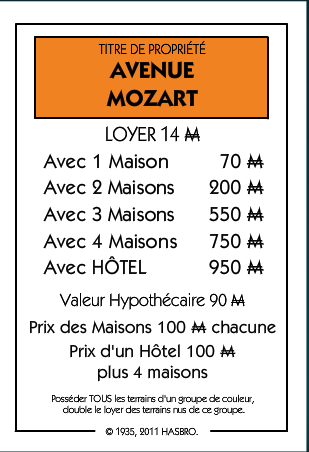 TITRE DE PROPRIÉTÉ
AVENUE
MOZART
LOYER 14 ₩
Avec 1 Maison 70 ₩
Avec 2 Maisons 200 ₩
Avec 3 Maisons 550 ₩
Avec 4 Maisons 750 ₩
Avec HÔTEL 950 ₩
Valeur Hypothécaire 90 ₩
Prix des Maisons 100 ₩ chacune
Prix d'un Hôtel 100 ₩
plus 4 maisons
Posséder TOUS les terrains d'un groupe de couleur,
double le loyer des terrains nus de ce groupe.
© 1935, 2011 HASBRO.